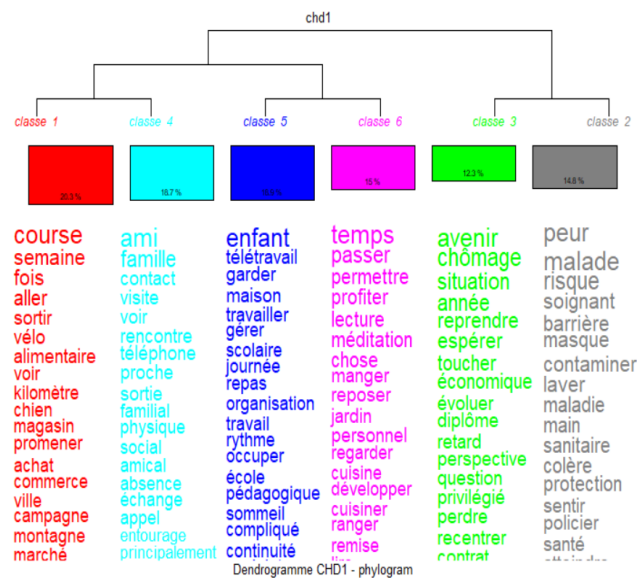 chd1
classe 1
classe 4
classe 5
classe 6
classe 3
classe 2
20.3 %
18.7 %
18.9 %
15 %
12.3 %
14.8 %
course
semaine
fois
aller
sortir
vélo
alimentaire
voir
kilomètre
chien
magasin
promener
achat
commerce
ville
campagne
montagne
marché
ami
famille
contact
visite
voir
rencontre
téléphone
proche
sortie
familial
physique
social
amical
absence
échange
appel
entourage
principalement
enfant
télétravail
garder
maison
travailler
gérer
scolaire
journée
repas
organisation
travail
rythme
occuper
école
pédagogique
sommeil
compliqué
continuité
temps
passer
permettre
profiter
lecture
méditation
chose
manger
reposer
jardin
personnel
regarder
cuisine
développer
cuisiner
ranger
remise
avenir
chômage
situation
année
reprendre
espérer
toucher
économique
évoluer
diplôme
retard
perspective
question
privilégié
perdre
recentrer
contrat
peur
malade
risque
soignant
barrière
masque
contaminer
laver
maladie
main
sanitaire
colère
protection
sentir
policier
santé
Dendrogramme CHD1 - phylogram